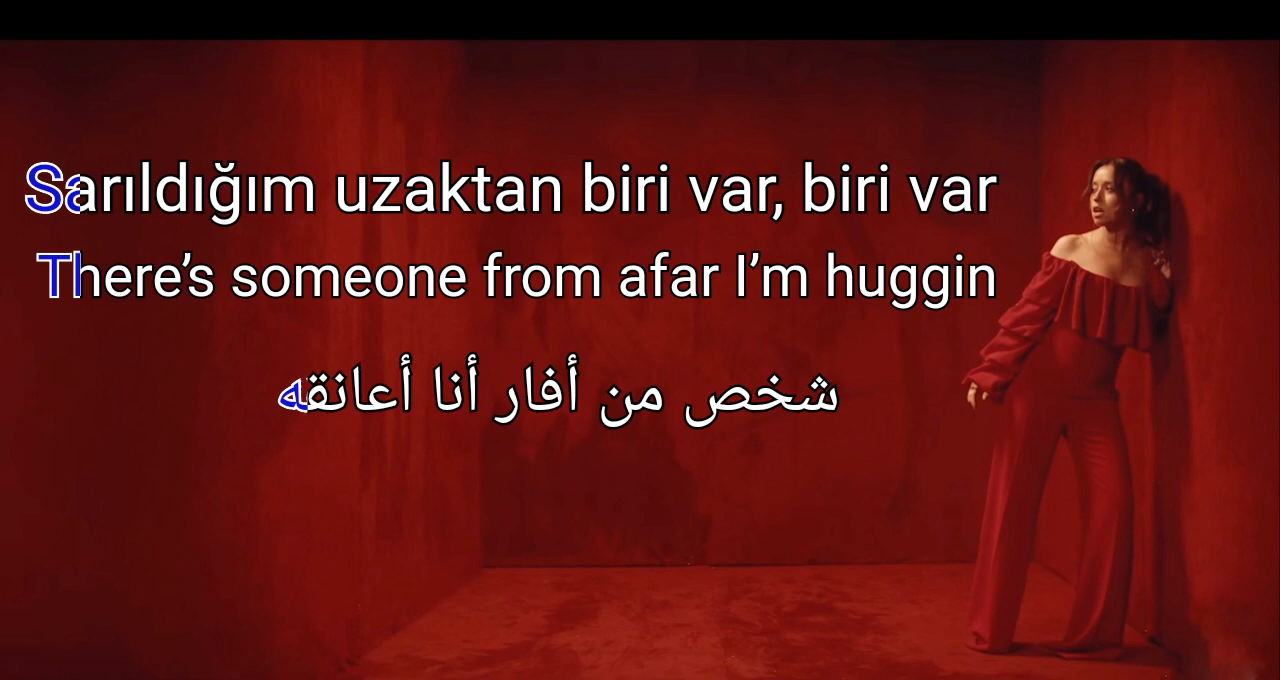 Sarıldığım uzaktan biri var, biri var
There’s someone from afar I’m huggin
شخص من أفار أنا أعانقه